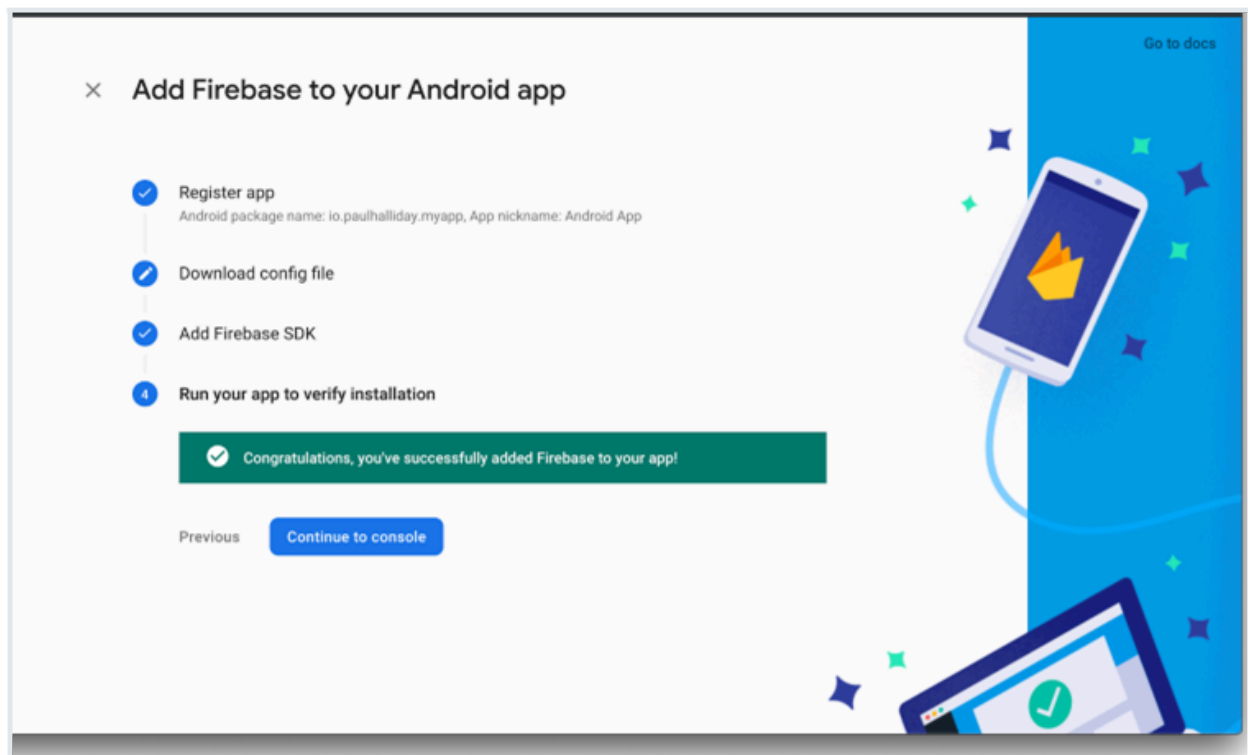 Go to docs
Add Firebase to your Android app
Register app
Android package name: io.paulhalliday.myapp, App nickname: Android App
Download config file
Add Firebase SDK
4 Run your app to verify installation
Congratulations, you've successfully added Firebase to your app!
Previous Continue to console